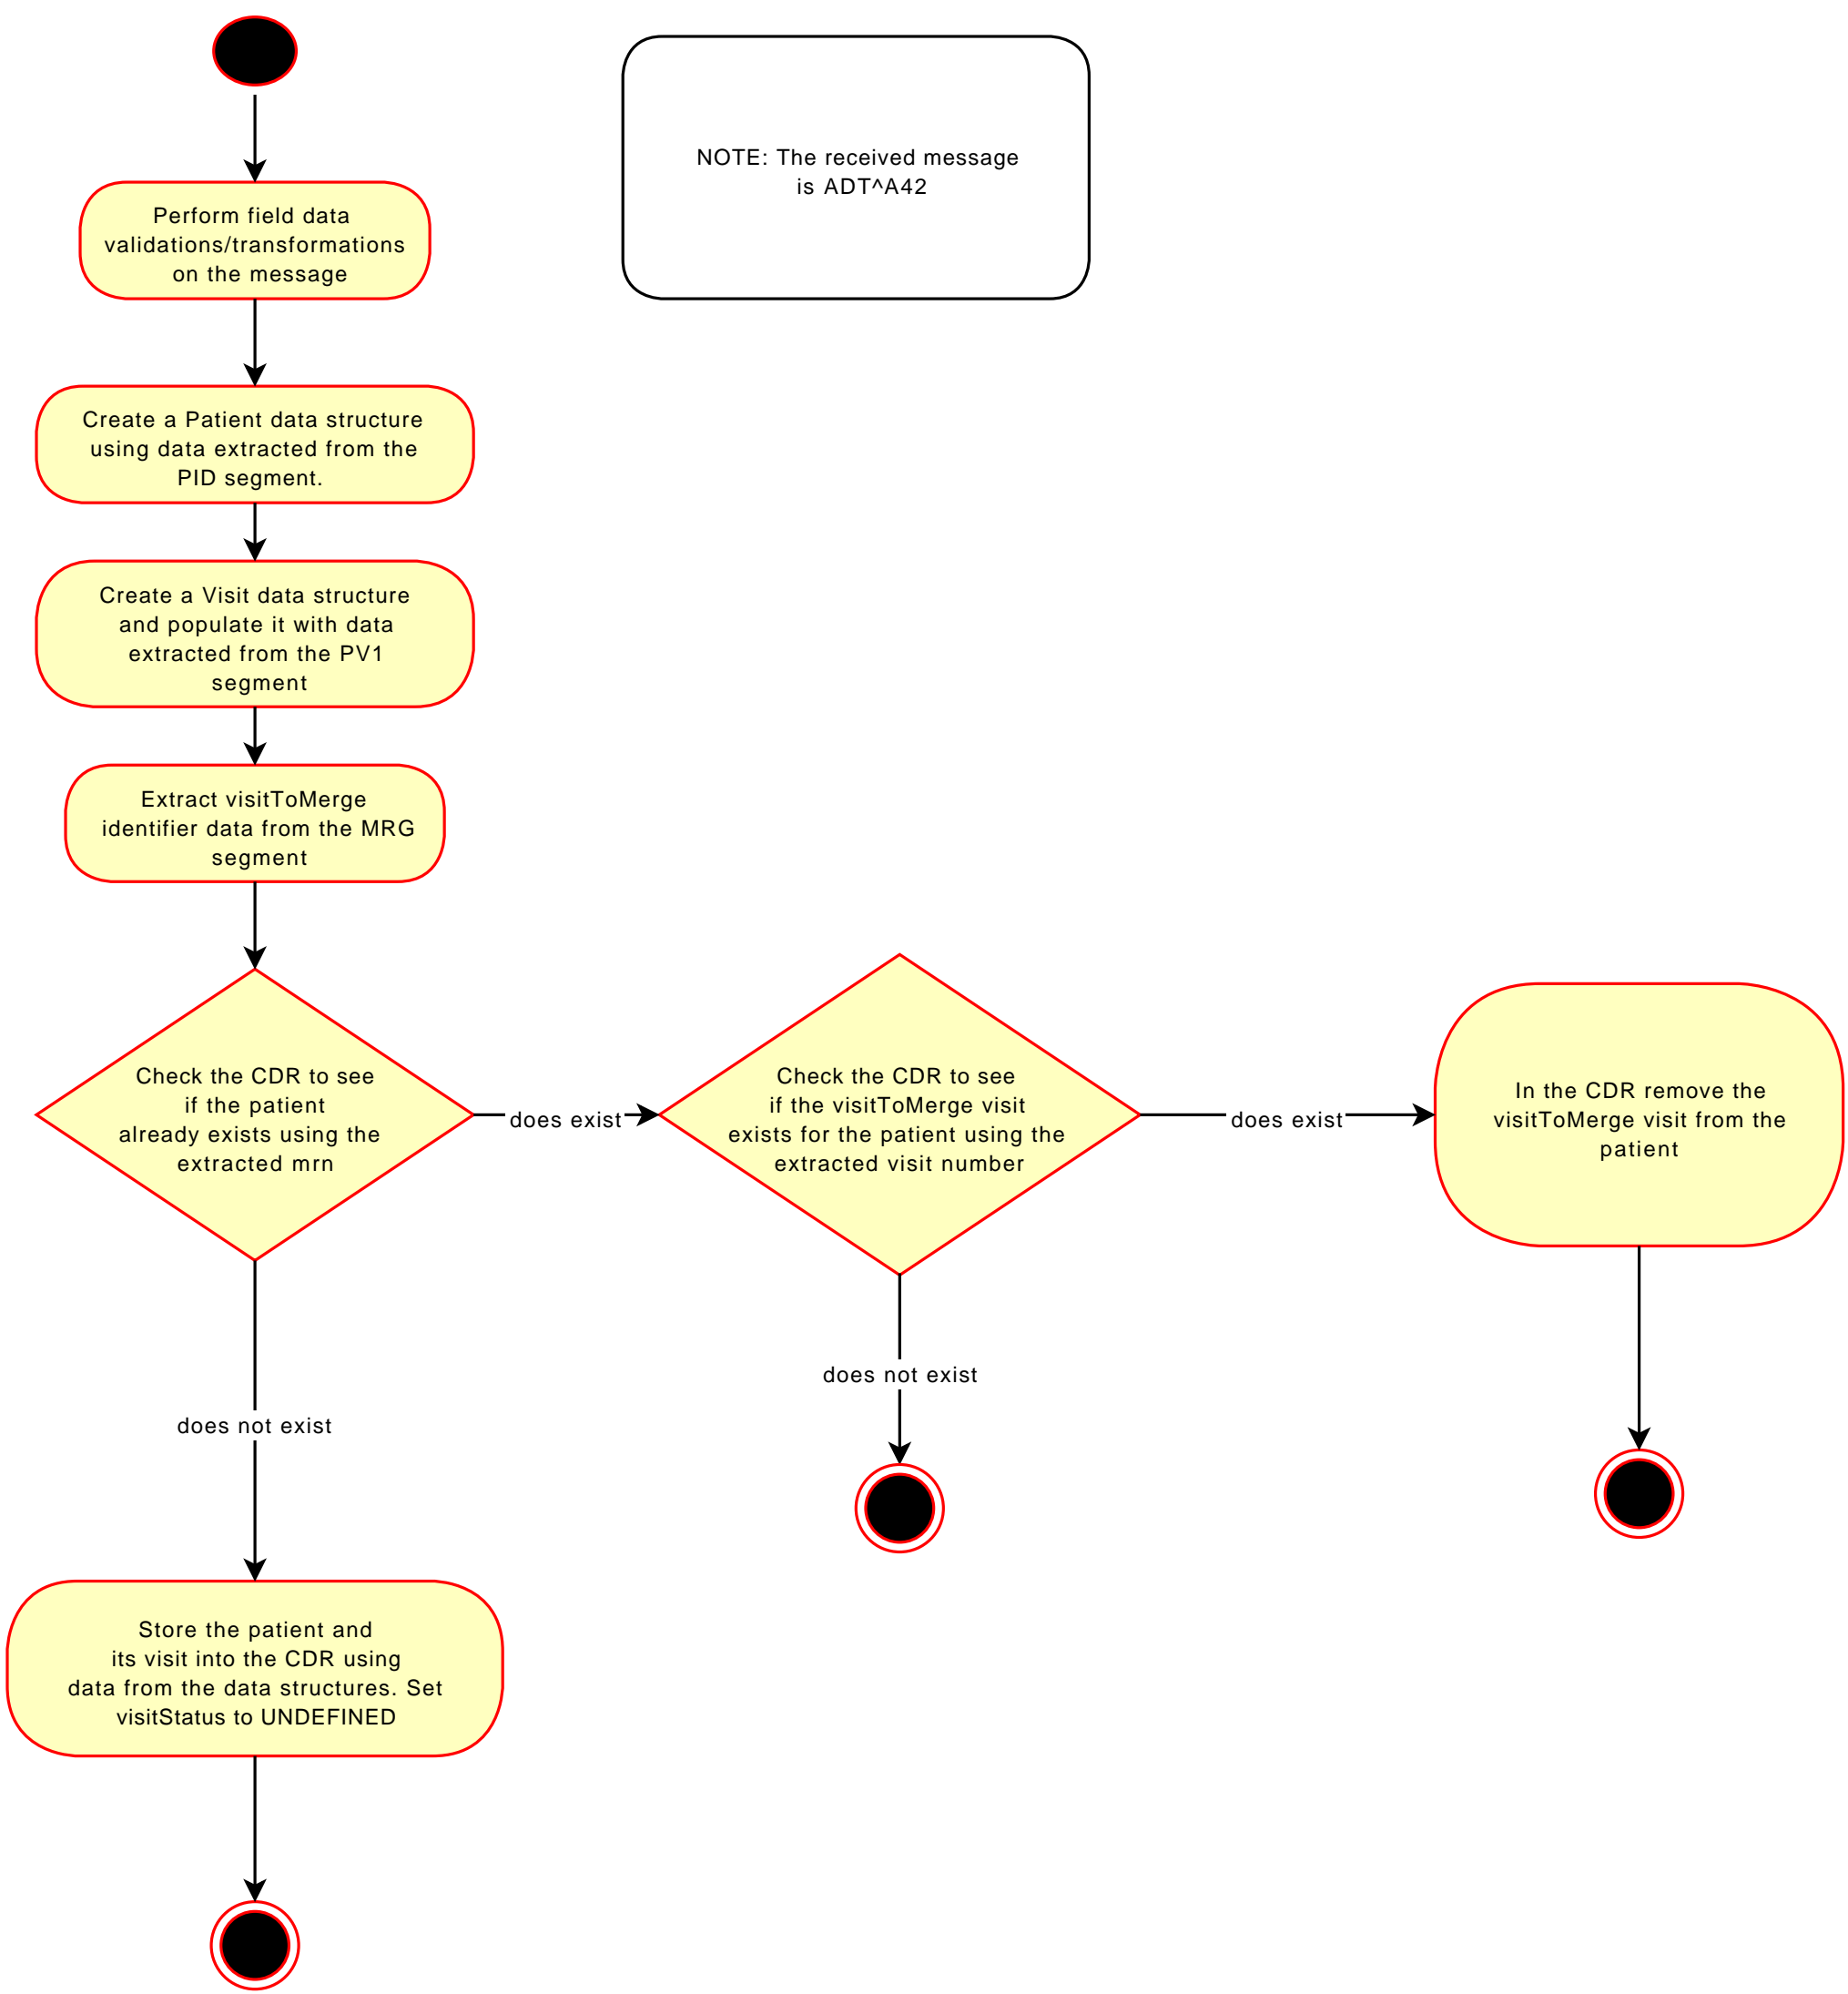 NOTE: The received message
is ADT^A42
Perform field data
validations/transformations
on the message
Create a Patient data structure
using data extracted from the
PID segment.
Create a Visit data structure
and populate it with data
extracted from the PV1
segment
Extract visitToMerge
identifier data from the MRG
segment
Check the CDR to see
if the patient
already exists using the
extracted mrn
does exist
Check the CDR to see
if the visitToMerge visit
exists for the patient using the
extracted visit number
does exist
In the CDR remove the
visitToMerge visit from the
patient
does not exist
does not exist
Store the patient and
its visit into the CDR using
data from the data structures. Set
visitStatus to UNDEFINED